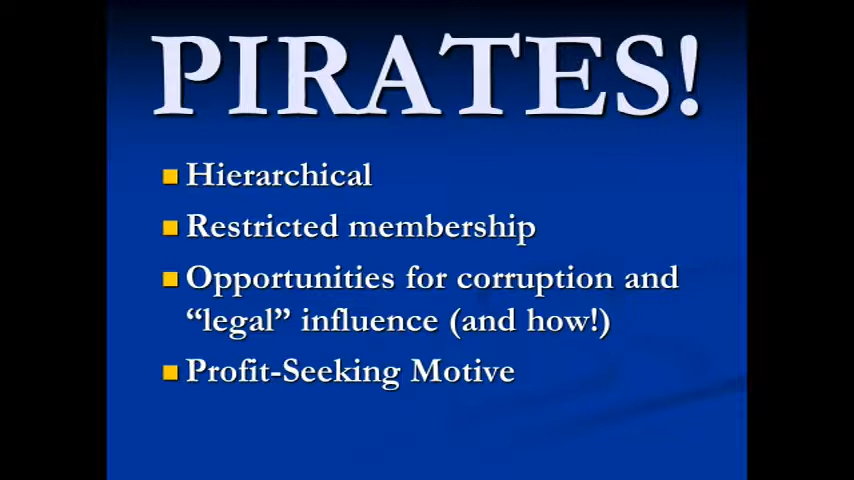 PIRATES!
Hierarchical
Restricted membership
Opportunities for corruption and
“legal” influence (and how!)
Profit-Seeking Motive